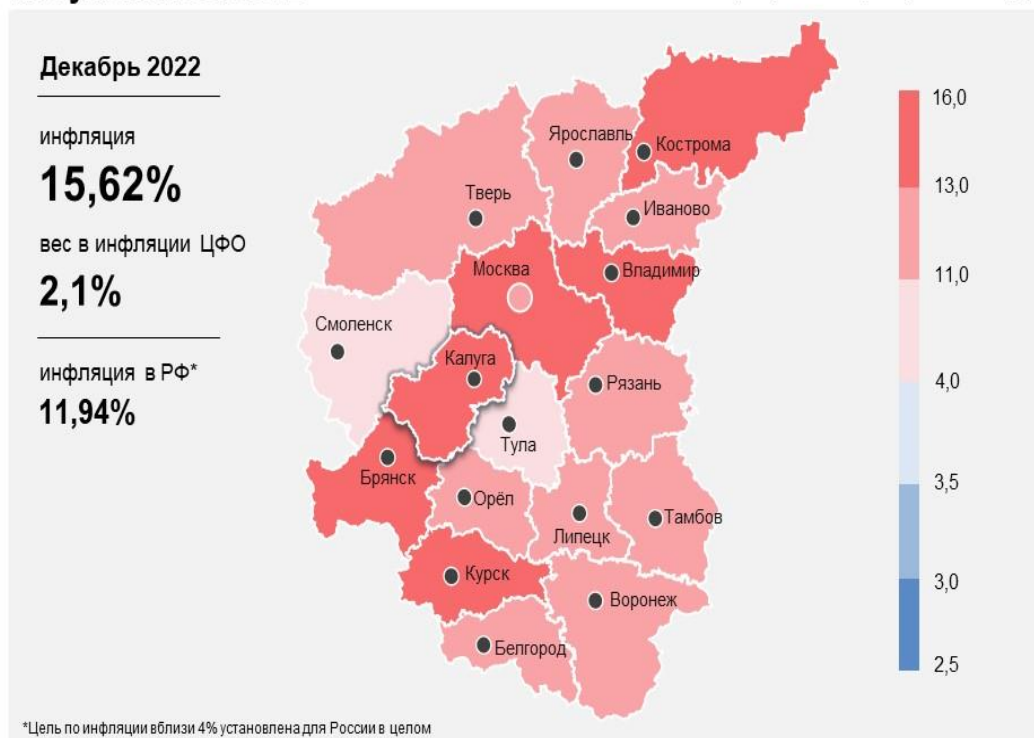 Декабрь 2022
инфляция
15,62%
вес в инфляции ЦФО
2,1%
инфляция в РФ*
11,94%
Ярославль
Кострома
Тверь
Иваново
Москва
Владимир
Смоленск
Калуга
Рязань
Тула
Брянск
Орёл
Липецк
Тамбов
Курск
Воронеж
Белгород
16,0
13,0
11,0
4,0
3,5
3,0
2,5
*Цель по инфляции вблизи 4% установлена для России в целом